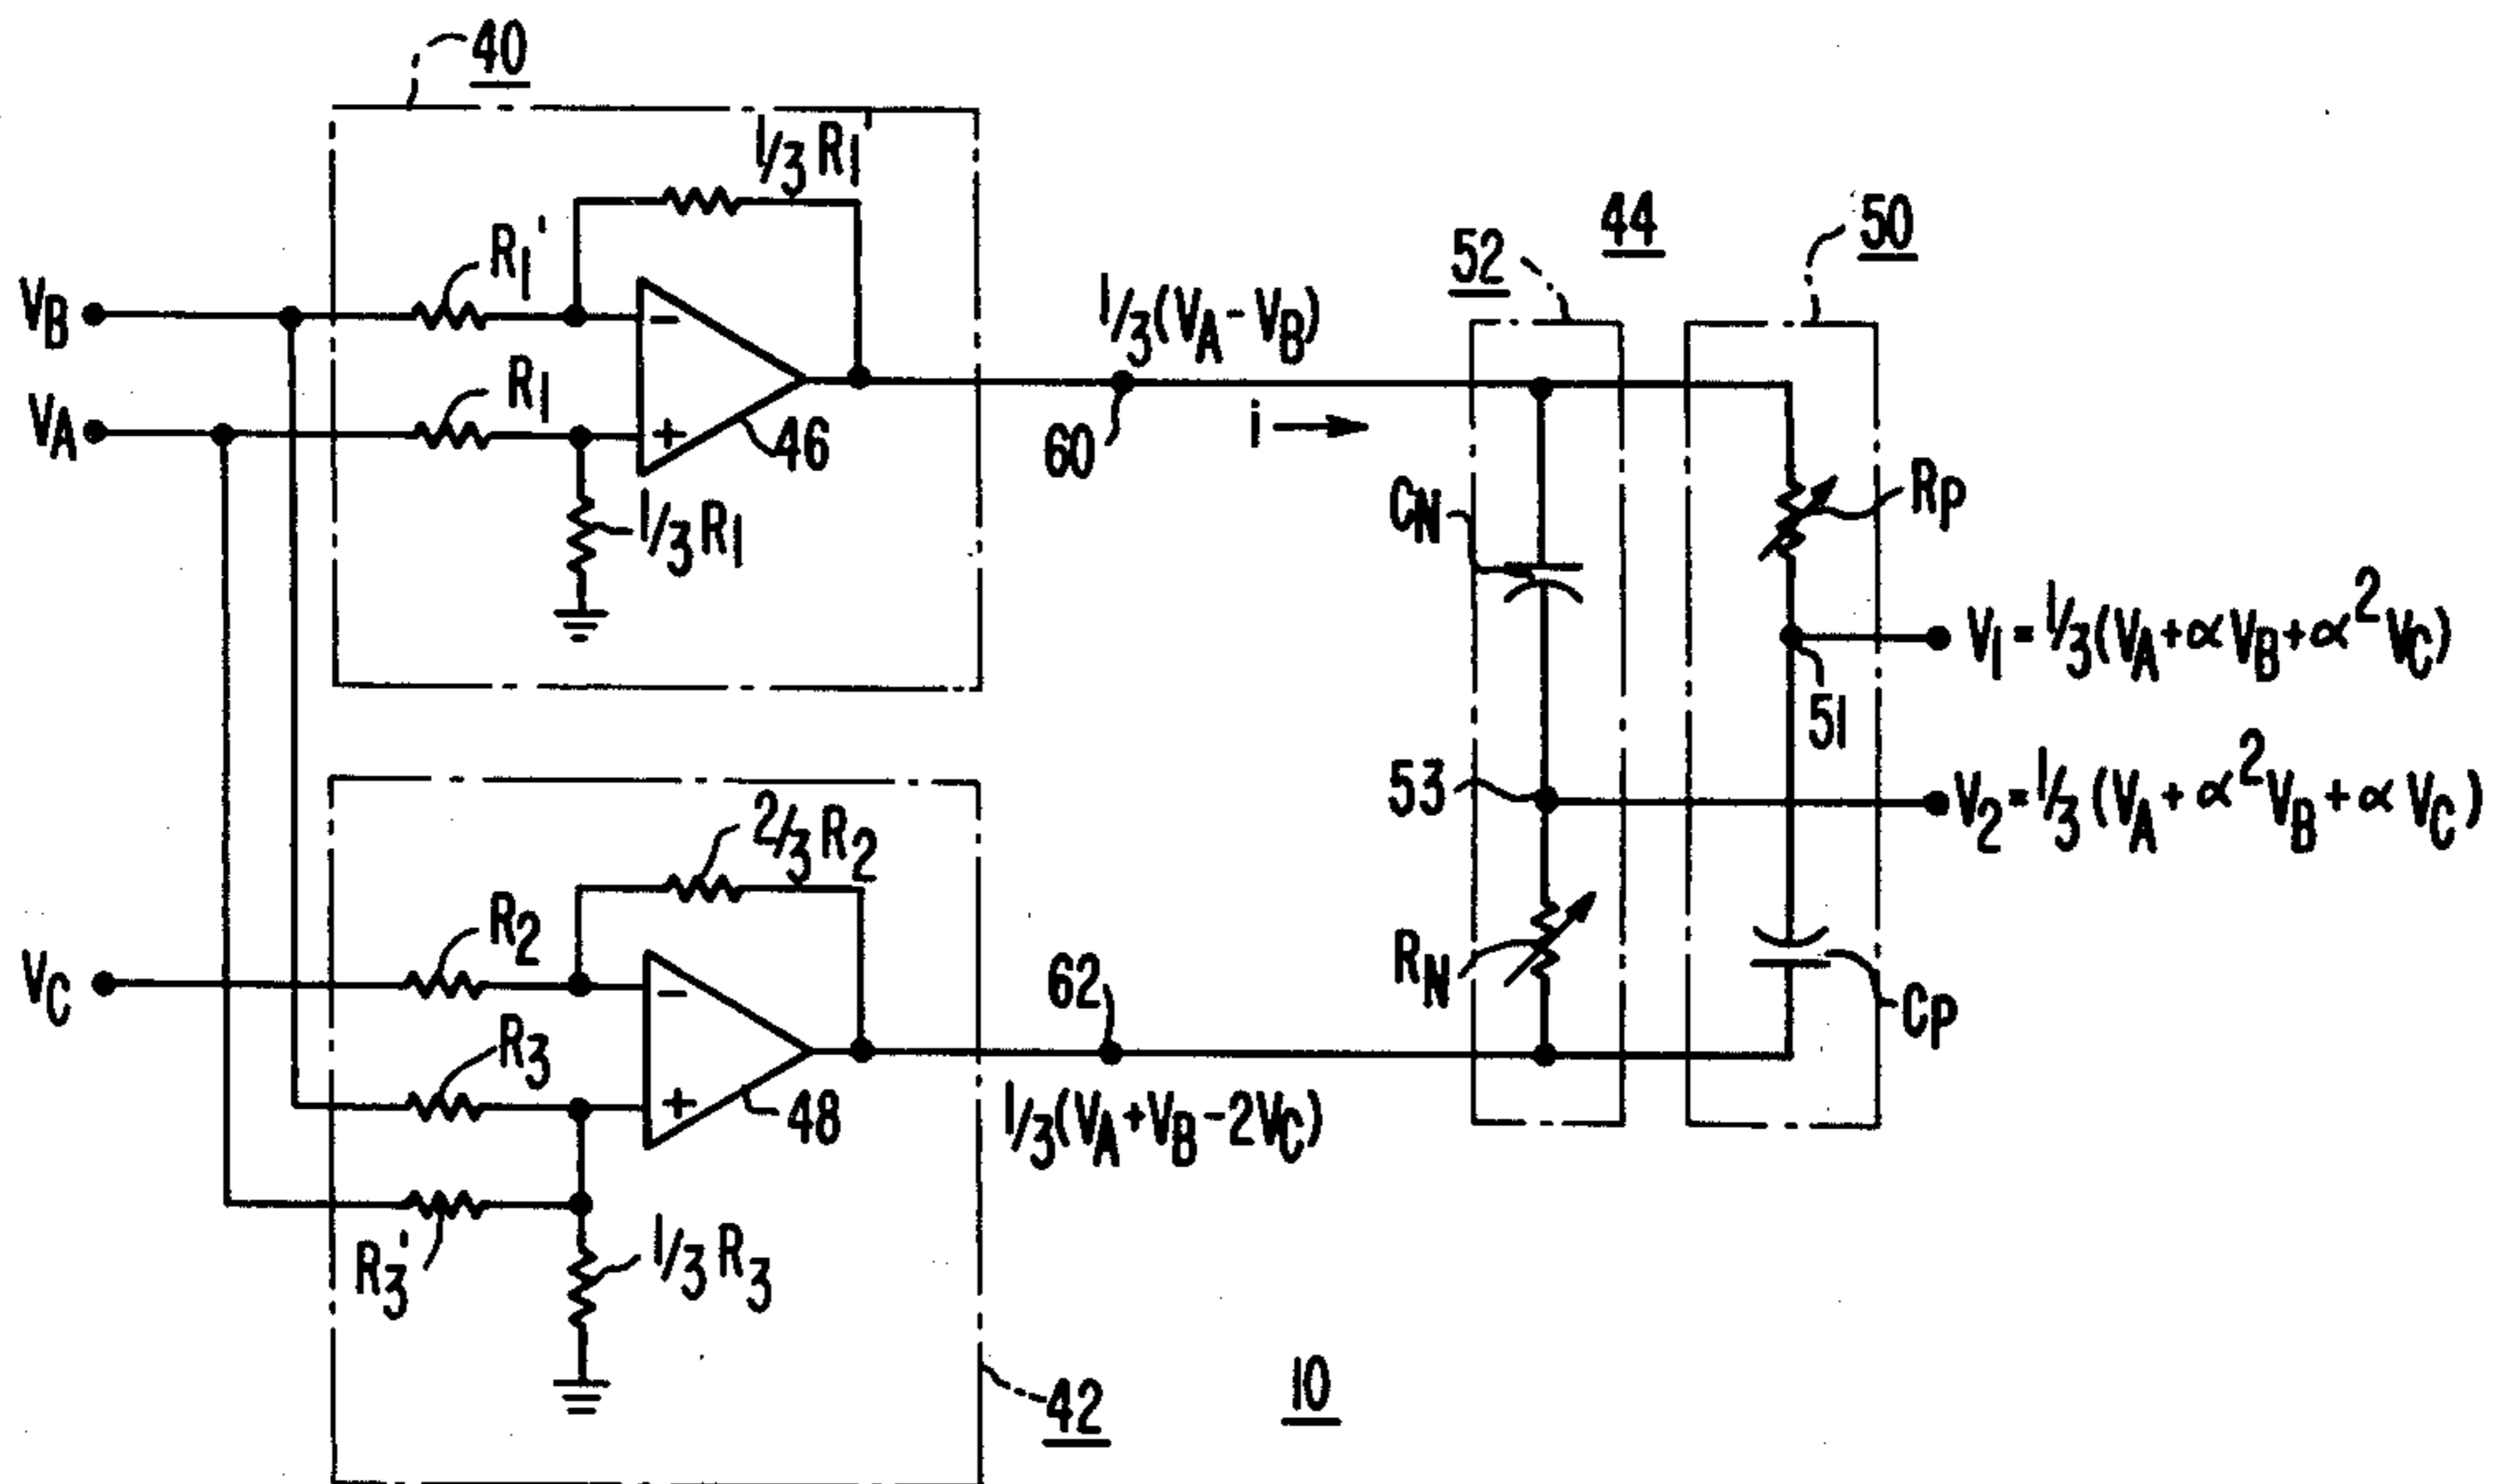 40
1/3 R1'
R1'
VB
R1
VA
46
1/3 R1
1/3(VA - VB)
60
i
44
52
50
CN
RP
V1 = 1/3(VA + αVB + α²VC)
51
53
V2 = 1/3(VA + α²VB + αVC)
2/3 R2
R2
VC
R3
48
62
RN
CP
1/3(VA + VB - 2VC)
R3'
1/3 R3
42
10